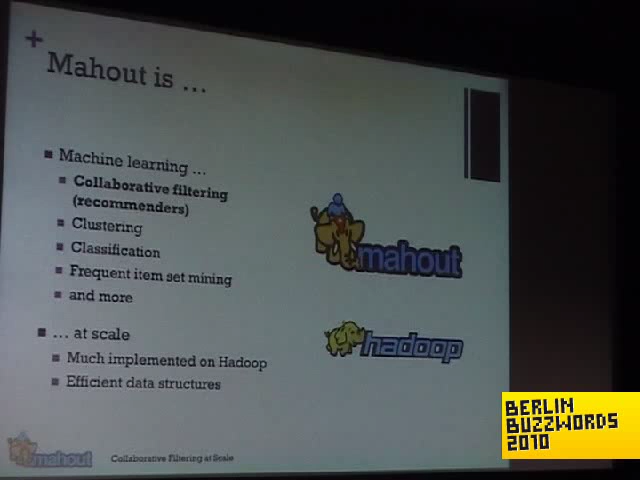 +
Mahout is ...
Machine learning ...
Collaborative filtering
(recommenders)
Clustering
Classification
Frequent item set mining
and more
... at scale
Much implemented on Hadoop
Efficient data structures
mahout
hadoop
mahout
Collaborative Filtering at Scale
BERLIN
BUZZWORDS
2010